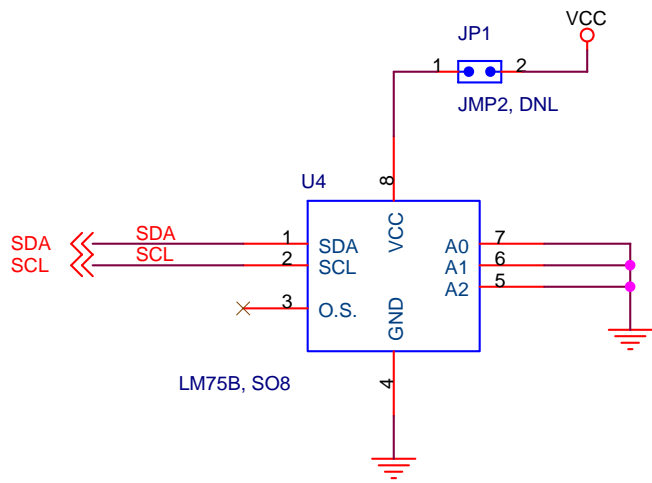 VCC
JP1
1 2
JMP2, DNL
U4
8
SDA SDA 1 SDA VCC A0 7
SCL SCL 2 SCL A1 6
A2 5
3 O.S. GND
LM75B, SO8
4